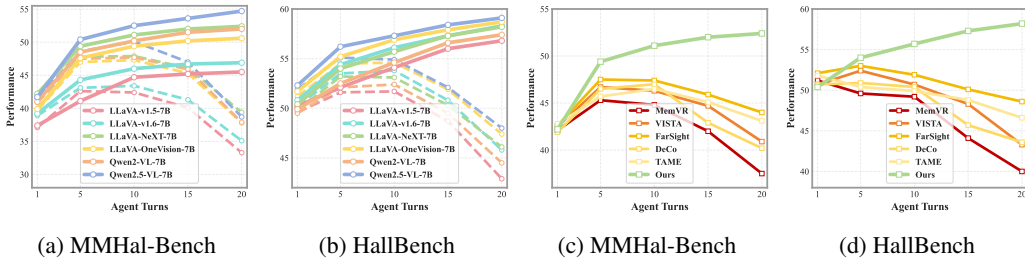 55
50
45
40
35
30
Performance
LLaVA-v1.5-7B
LLaVA-v1.6-7B
LLaVA-NeXT-7B
LLaVA-OneVision-7B
Qwen2-VL-7B
Qwen2.5-VL-7B
1 5 10 15 20
Agent Turns
(a) MMHal-Bench
60
55
50
45
Performance
LLaVA-v1.5-7B
LLaVA-v1.6-7B
LLaVA-NeXT-7B
LLaVA-OneVision-7B
Qwen2-VL-7B
Qwen2.5-VL-7B
1 5 10 15 20
Agent Turns
(b) HallBench
55
50
45
40
Performance
MemVR
VISTA
FarSight
DeCo
TAME
Ours
1 5 10 15 20
Agent Turns
(c) MMHal-Bench
60
55
50
45
40
Performance
MemVR
VISTA
FarSight
DeCo
TAME
Ours
1 5 10 15 20
Agent Turns
(d) HallBench